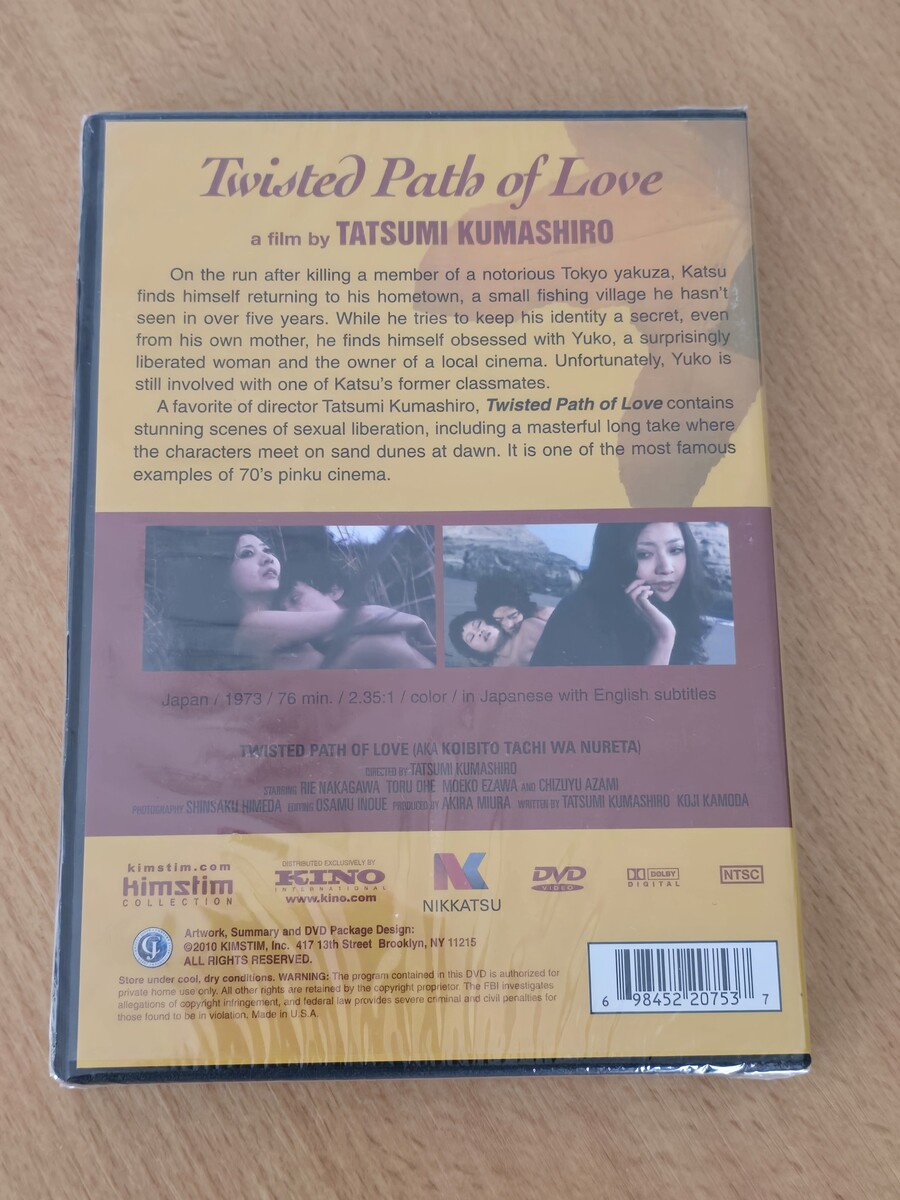 Twisted Path of Love
a film by TATSUMI KUMASHIRO
On the run after killing a member of a notorious Tokyo yakuza, Katsu
finds himself returning to his hometown, a small fishing village he hasn't
seen in over five years. While he tries to keep his identity a secret, even
from his own mother, he finds himself obsessed with Yuko, a surprisingly
liberated woman and the owner of a local cinema. Unfortunately, Yuko is
still involved with one of Katsu's former classmates.
A favorite of director Tatsumi Kumashiro, Twisted Path of Love contains
stunning scenes of sexual liberation, including a masterful long take where
the characters meet on sand dunes at dawn. It is one of the most famous
examples of 70's pinku cinema.
Japan / 1973 / 76 min. / 2.35:1 / color / in Japanese with English subtitles
TWISTED PATH OF LOVE (AKA KOIBITO TACHI WA NURETA)
DIRECTED BY TATSUMI KUMASHIRO
STARRING RIE NAKAGAWA TORU OHE MOEKO EZAWA AND CHIZUYU AZAMI
PHOTOGRAPHY SHINSAKU HIMEDA EDITING OSAMU INOUE PRODUCED BY AKIRA MIURA WRITTEN BY TATSUMI KUMASHIRO KOJI KAMODA
kimstim.com
kimstim
COLLECTION
DISTRIBUTED EXCLUSIVELY BY
KINO
INTERNATIONAL
www.kino.com
NIKKATSU
DVD
VIDEO
DOLBY
DIGITAL
NTSC
Artwork, Summary and DVD Package Design:
©2010 KIMSTIM, Inc. 417 13th Street Brooklyn, NY 11215
ALL RIGHTS RESERVED.
Store under cool, dry conditions. WARNING: The program contained in this DVD is authorized for
private home use only. All other rights are retained by the copyright proprietor. The FBI investigates
allegations of copyright infringement, and federal law provides severe criminal and civil penalties for
those found to be in violation. Made in U.S.A.
6 98452 20753 7